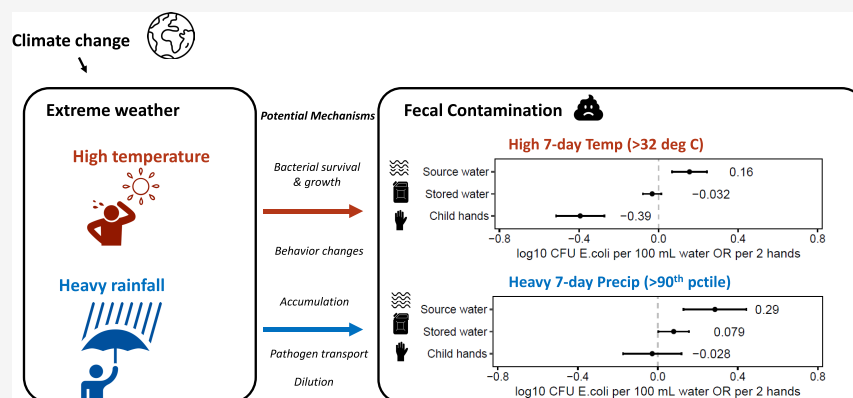 Climate change
Extreme weather
High temperature
Heavy rainfall
Potential Mechanisms
Bacterial survival
& growth
Behavior changes
Accumulation
Pathogen transport
Dilution
Fecal Contamination
High 7-day Temp (>32 deg C)
Source water 0.16
Stored water −0.032
Child hands −0.39
−0.8 −0.4 0.0 0.4 0.8
log10 CFU E.coli per 100 mL water OR per 2 hands
Heavy 7-day Precip (>90th pctile)
Source water 0.29
Stored water 0.079
Child hands −0.028
−0.8 −0.4 0.0 0.4 0.8
log10 CFU E.coli per 100 mL water OR per 2 hands